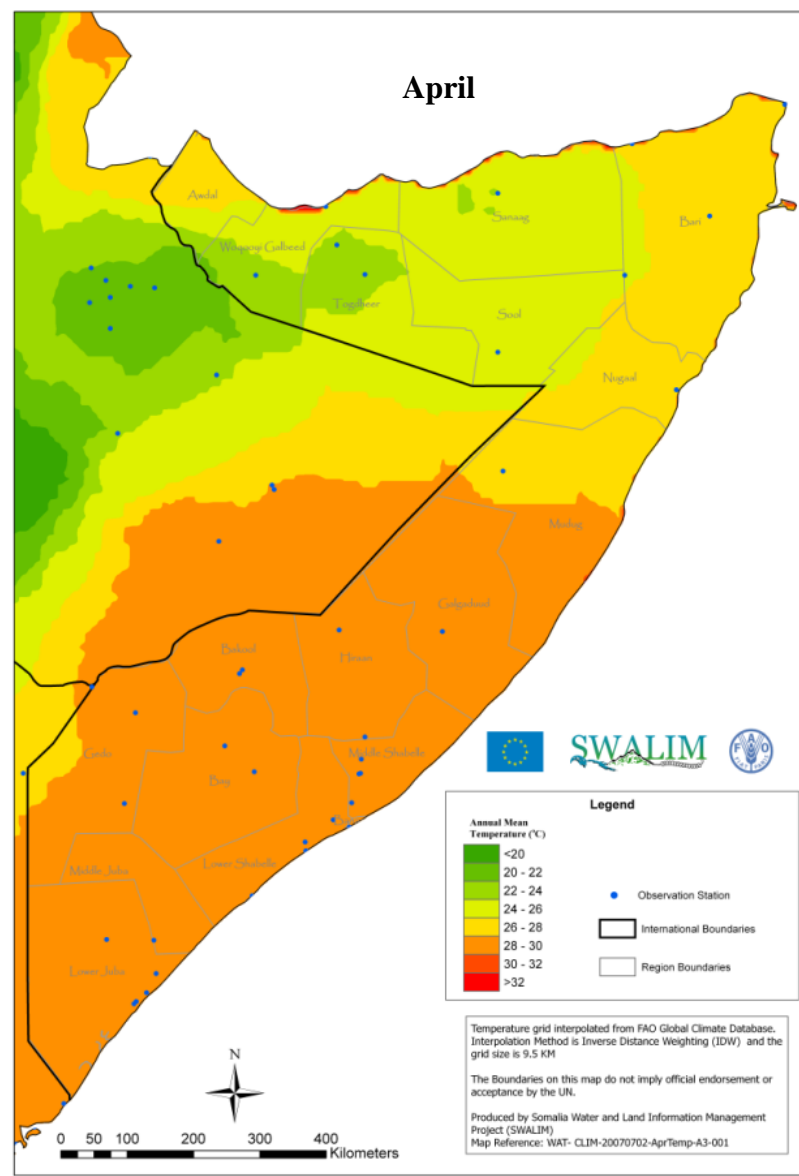 April
Awdal
Sanaag
Bari
Woqooyi Galbeed
Togdheer
Sool
Nugaal
Mudug
Galgaduud
Bakool
Hiraan
Gedo
Middle Shabelle
Bay
Middle Juba
Lower Shabelle
Lower Juba
SWALIM
F A O
FIAT PANIS
Legend
Annual Mean
Temperature (°C)
<20
20 - 22
22 - 24
24 - 26
26 - 28
28 - 30
30 - 32
>32
Observation Station
International Boundaries
Region Boundaries
Temperature grid interpolated from FAO Global Climate Database.
Interpolation Method is Inverse Distance Weighting (IDW) and the
grid size is 9.5 KM
The Boundaries on this map do not imply official endorsement or
acceptance by the UN.
Produced by Somalia Water and Land Information Management
Project (SWALIM)
Map Reference: WAT- CLIM-20070702-AprTemp-A3-001
N
0 50 100 200 300 400
Kilometers